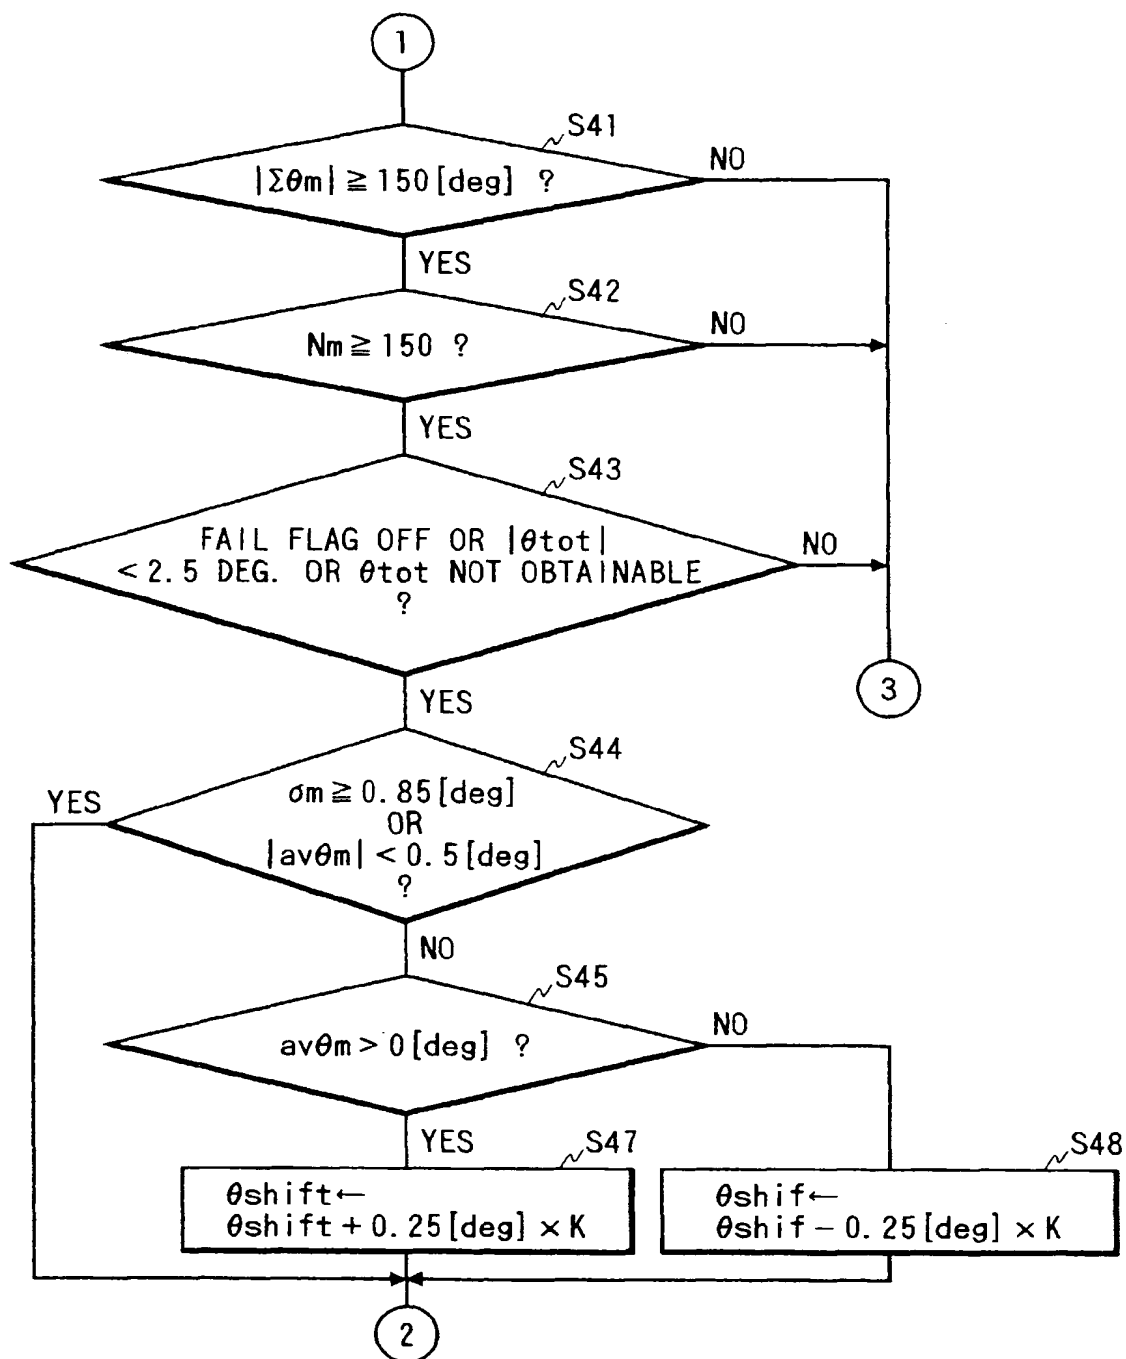 1
S41
|Σθm| ≧ 150[deg] ?
NO
YES
S42
Nm ≧ 150 ?
NO
YES
S43
FAIL FLAG OFF OR |θtot|
< 2.5 DEG. OR θtot NOT OBTAINABLE
?
NO
3
YES
S44
σm ≧ 0.85[deg]
OR
|avθm| < 0.5[deg]
?
YES
NO
S45
avθm > 0[deg] ?
NO
YES
S47
θshift←
θshift + 0.25[deg] × K
S48
θshif←
θshif − 0.25[deg] × K
2